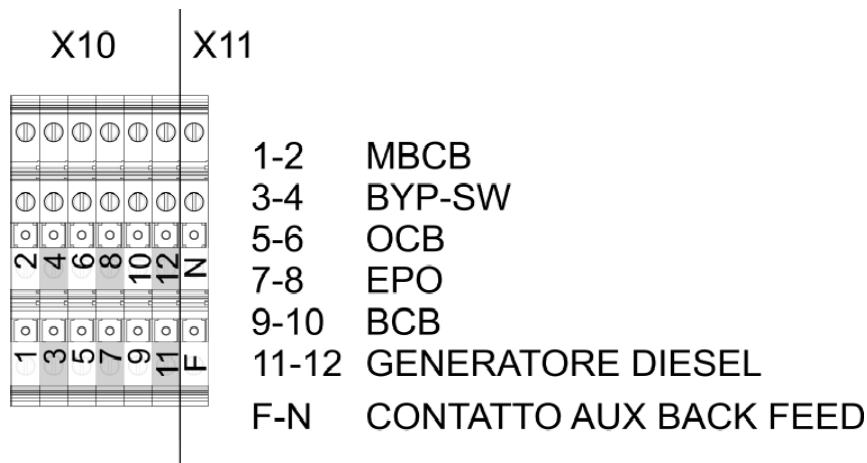 X10 X11
1-2 MBCB
3-4 BYP-SW
5-6 OCB
7-8 EPO
9-10 BCB
11-12 GENERATORE DIESEL
F-N CONTATTO AUX BACK FEED
2 4 6 8 10 12 N
1 3 5 7 9 11 F